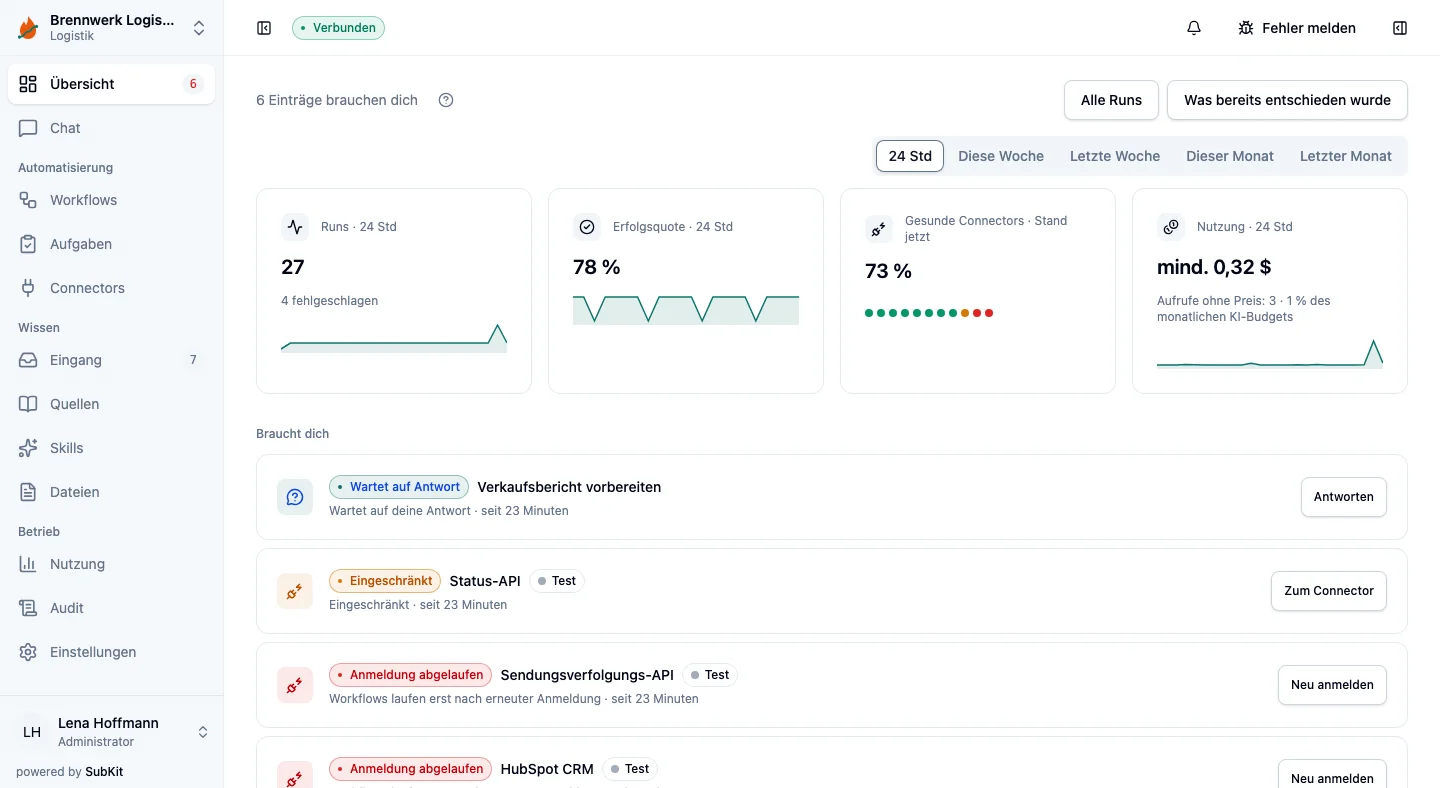 Brennwerk Logis...
Logistik
Übersicht
6
Chat
Automatisierung
Workflows
Aufgaben
Connectors
Wissen
Eingang
7
Quellen
Skills
Dateien
Betrieb
Nutzung
Audit
Einstellungen
LH
Lena Hoffmann
Administrator
powered by SubKit
Verbunden
Fehler melden
6 Einträge brauchen dich
Alle Runs
Was bereits entschieden wurde
24 Std
Diese Woche
Letzte Woche
Dieser Monat
Letzter Monat
Runs · 24 Std
27
4 fehlgeschlagen
Erfolgsquote · 24 Std
78 %
Gesunde Connectors · Stand
jetzt
73 %
Nutzung · 24 Std
mind. 0,32 $
Aufrufe ohne Preis: 3 · 1 % des
monatlichen KI-Budgets
Braucht dich
Wartet auf Antwort
Verkaufsbericht vorbereiten
Wartet auf deine Antwort · seit 23 Minuten
Antworten
Eingeschränkt
Status-API
Test
Eingeschränkt · seit 23 Minuten
Zum Connector
Anmeldung abgelaufen
Sendungsverfolgungs-API
Test
Workflows laufen erst nach erneuter Anmeldung · seit 23 Minuten
Neu anmelden
Anmeldung abgelaufen
HubSpot CRM
Test
Neu anmelden